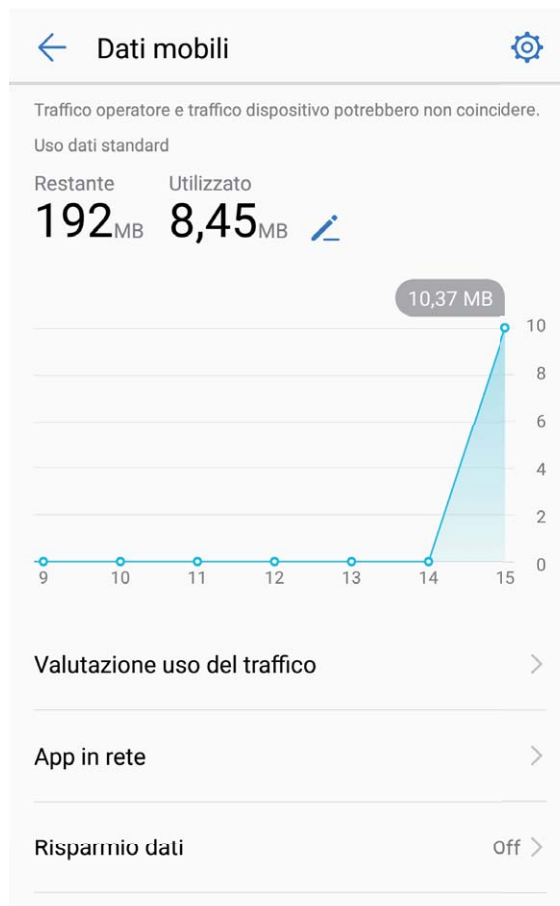 Dati mobili
Traffico operatore e traffico dispositivo potrebbero non coincidere.
Uso dati standard
Restante Utilizzato
192MB 8,45MB
10,37 MB
10
8
6
4
2
0
9 10 11 12 13 14 15
Valutazione uso del traffico
App in rete
Risparmio dati Off